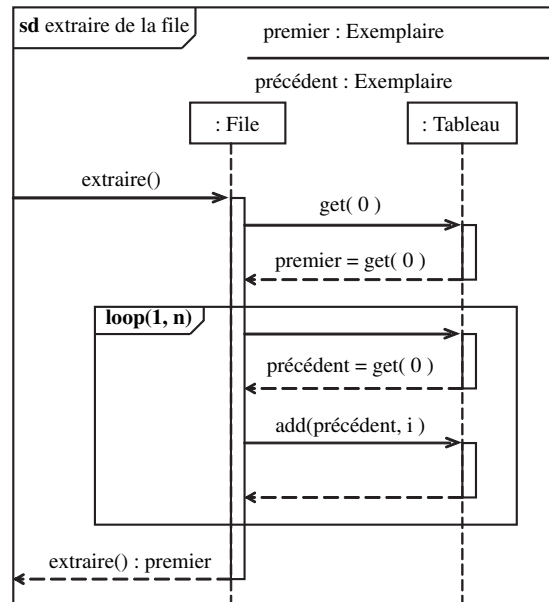 sd extraire de la file
premier : Exemplaire
précédent : Exemplaire
: File
: Tableau
extraire()
get( 0 )
premier = get( 0 )
loop(1, n)
précédent = get( 0 )
add(précédent, i )
extraire() : premier